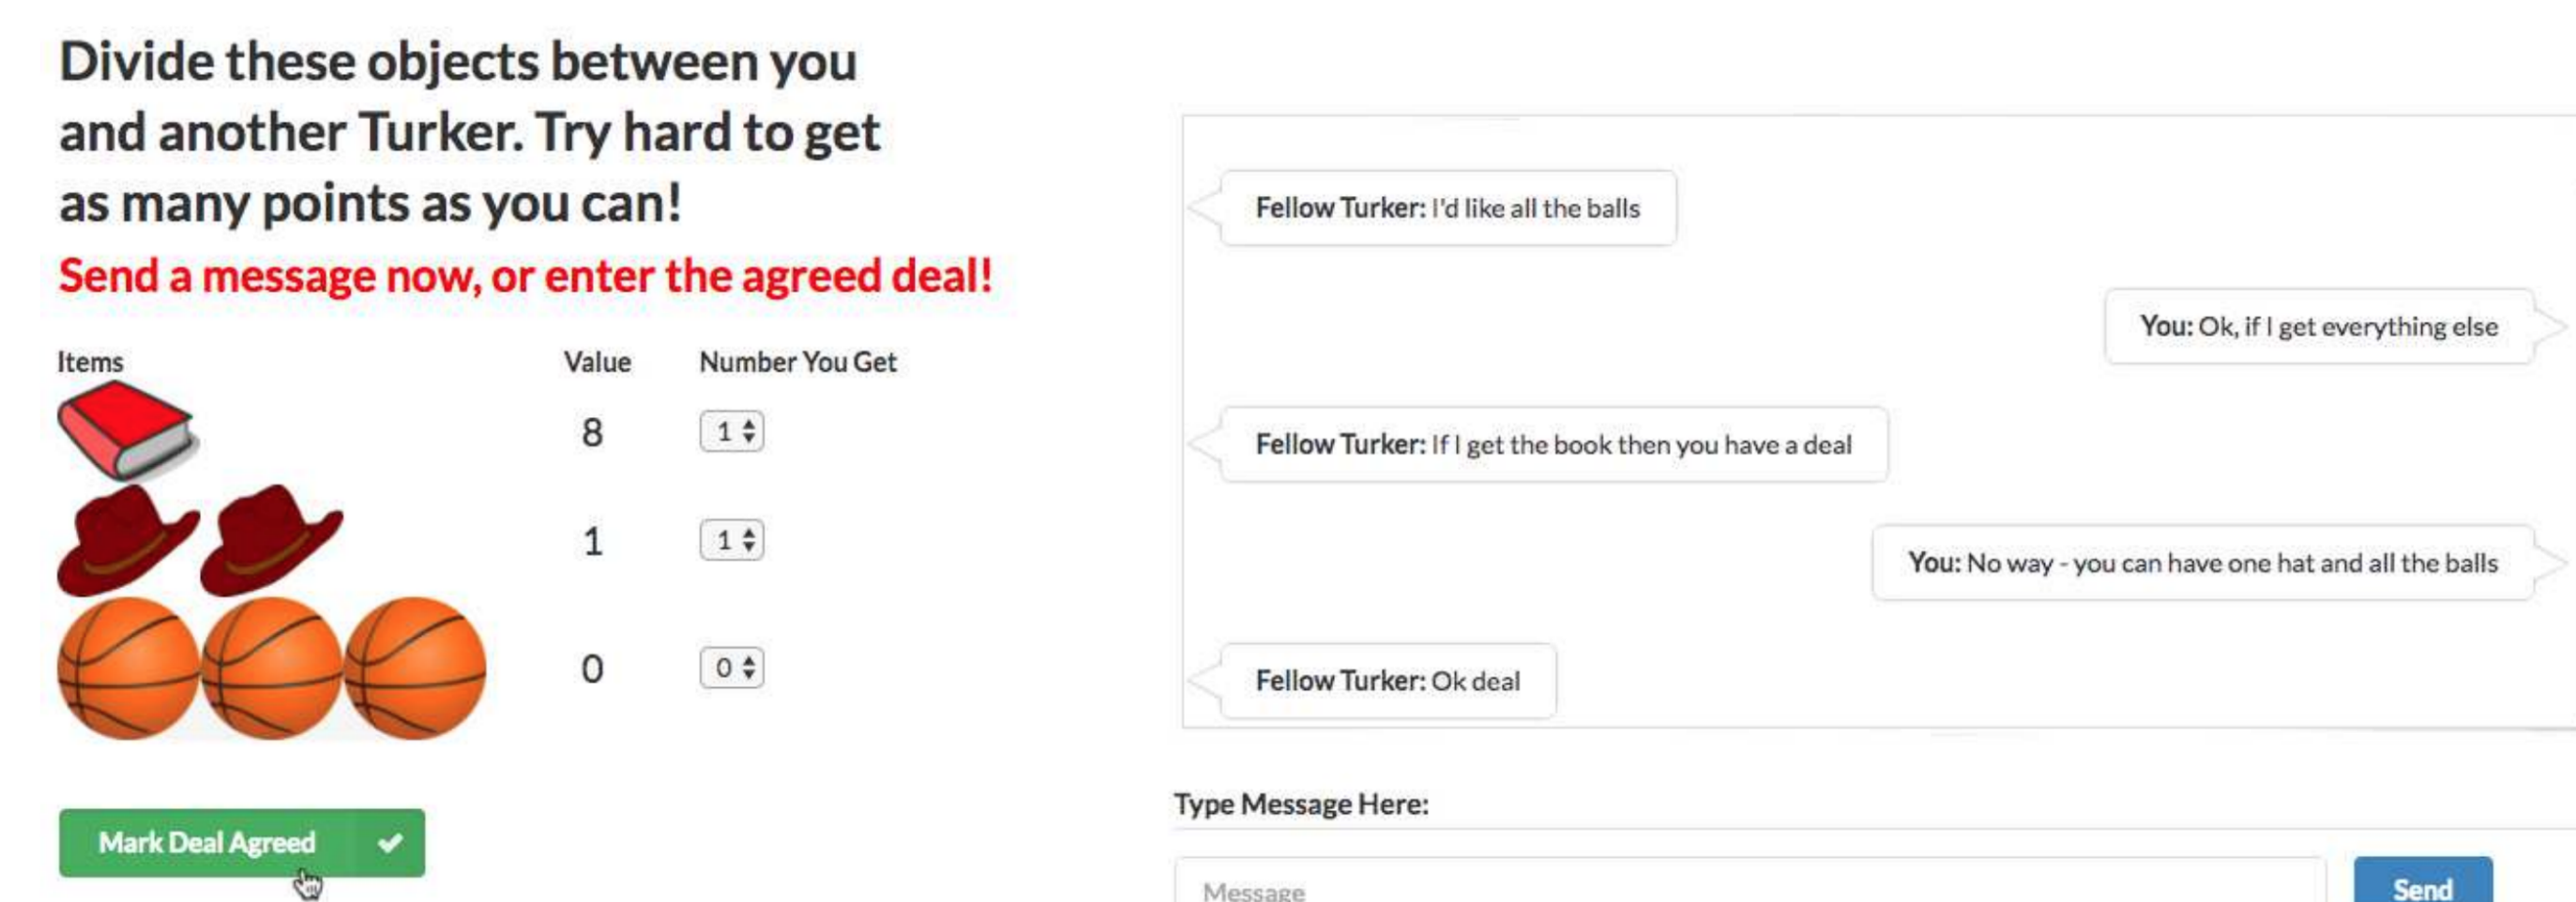 Divide these objects between you
and another Turker. Try hard to get
as many points as you can!
Send a message now, or enter the agreed deal!
Items Value Number You Get
8 1
1 1
0 0
Mark Deal Agreed
Fellow Turker: I'd like all the balls
You: Ok, if I get everything else
Fellow Turker: If I get the book then you have a deal
You: No way - you can have one hat and all the balls
Fellow Turker: Ok deal
Type Message Here:
Message
Send